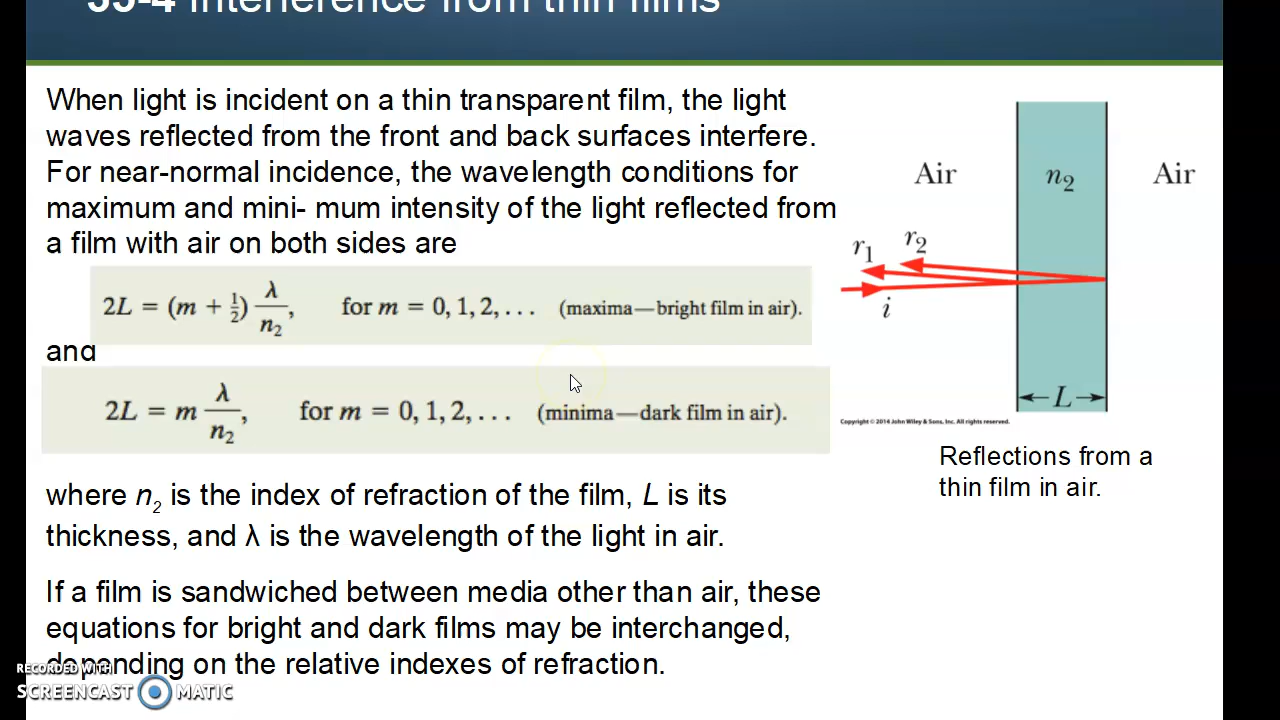 35-4 Interference from thin films
When light is incident on a thin transparent film, the light
waves reflected from the front and back surfaces interfere.
For near-normal incidence, the wavelength conditions for
maximum and mini- mum intensity of the light reflected from
a film with air on both sides are
2L = (m + 1/2) λ/n₂, for m = 0, 1, 2, . . . (maxima—bright film in air).
and
2L = m λ/n₂, for m = 0, 1, 2, . . . (minima—dark film in air).
where n₂ is the index of refraction of the film, L is its
thickness, and λ is the wavelength of the light in air.
If a film is sandwiched between media other than air, these
equations for bright and dark films may be interchanged,
depending on the relative indexes of refraction.
Air n₂ Air
r₁ r₂
i
L
Copyright © 2014 John Wiley & Sons, Inc. All rights reserved.
Reflections from a
thin film in air.
RECORDED WITH
SCREENCAST MATIC